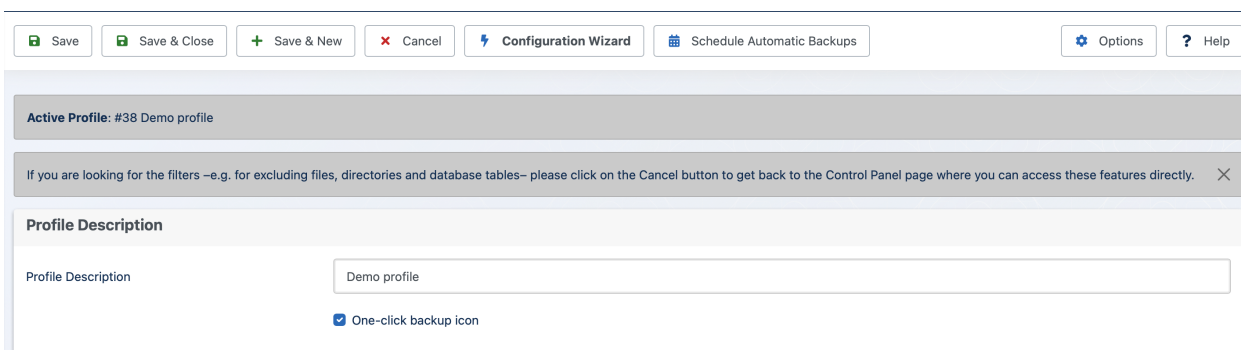 Save Save & Close Save & New Cancel Configuration Wizard Schedule Automatic Backups Options ? Help
Active Profile: #38 Demo profile
If you are looking for the filters –e.g. for excluding files, directories and database tables– please click on the Cancel button to get back to the Control Panel page where you can access these features directly.
Profile Description
Profile Description Demo profile
One-click backup icon